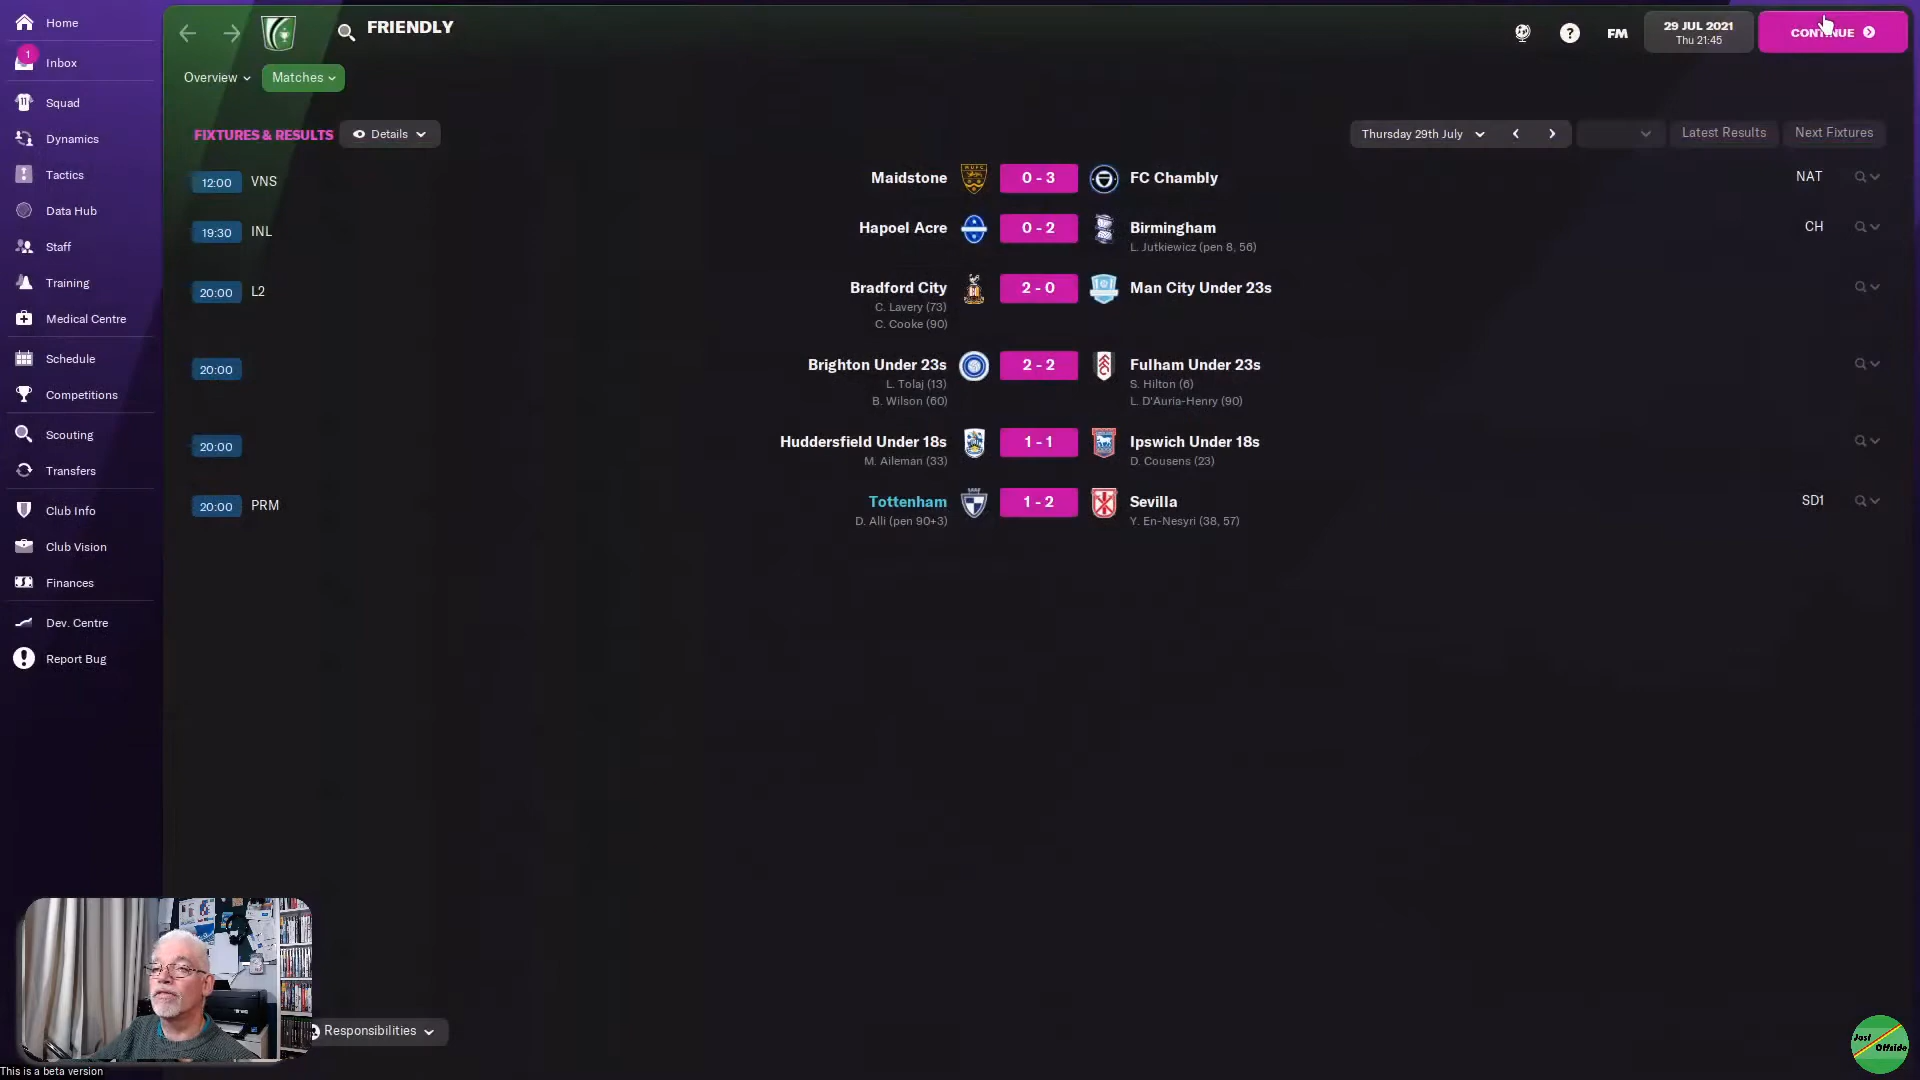 Home
1
Inbox
Squad
Dynamics
Tactics
Data Hub
Staff
Training
Medical Centre
Schedule
Competitions
Scouting
Transfers
Club Info
Club Vision
Finances
Dev. Centre
Report Bug
FRIENDLY
FM
29 JUL 2021
Thu 21:45
CONTINUE
Overview
Matches
FIXTURES & RESULTS
Details
Thursday 29th July
Latest Results
Next Fixtures
12:00 VNS Maidstone 0 - 3 FC Chambly NAT
19:30 INL Hapoel Acre 0 - 2 Birmingham CH
L. Jutkiewicz (pen 8, 56)
20:00 L2 Bradford City 2 - 0 Man City Under 23s
C. Lavery (73)
C. Cooke (90)
20:00 Brighton Under 23s 2 - 2 Fulham Under 23s
L. Tolaj (13) S. Hilton (6)
B. Wilson (60) L. D'Auria-Henry (90)
20:00 Huddersfield Under 18s 1 - 1 Ipswich Under 18s
M. Aileman (33) D. Cousens (23)
20:00 PRM Tottenham 1 - 2 Sevilla SD1
D. Alli (pen 90+3) Y. En-Nesyri (38, 57)
Responsibilities
Just
Offside
This is a beta version